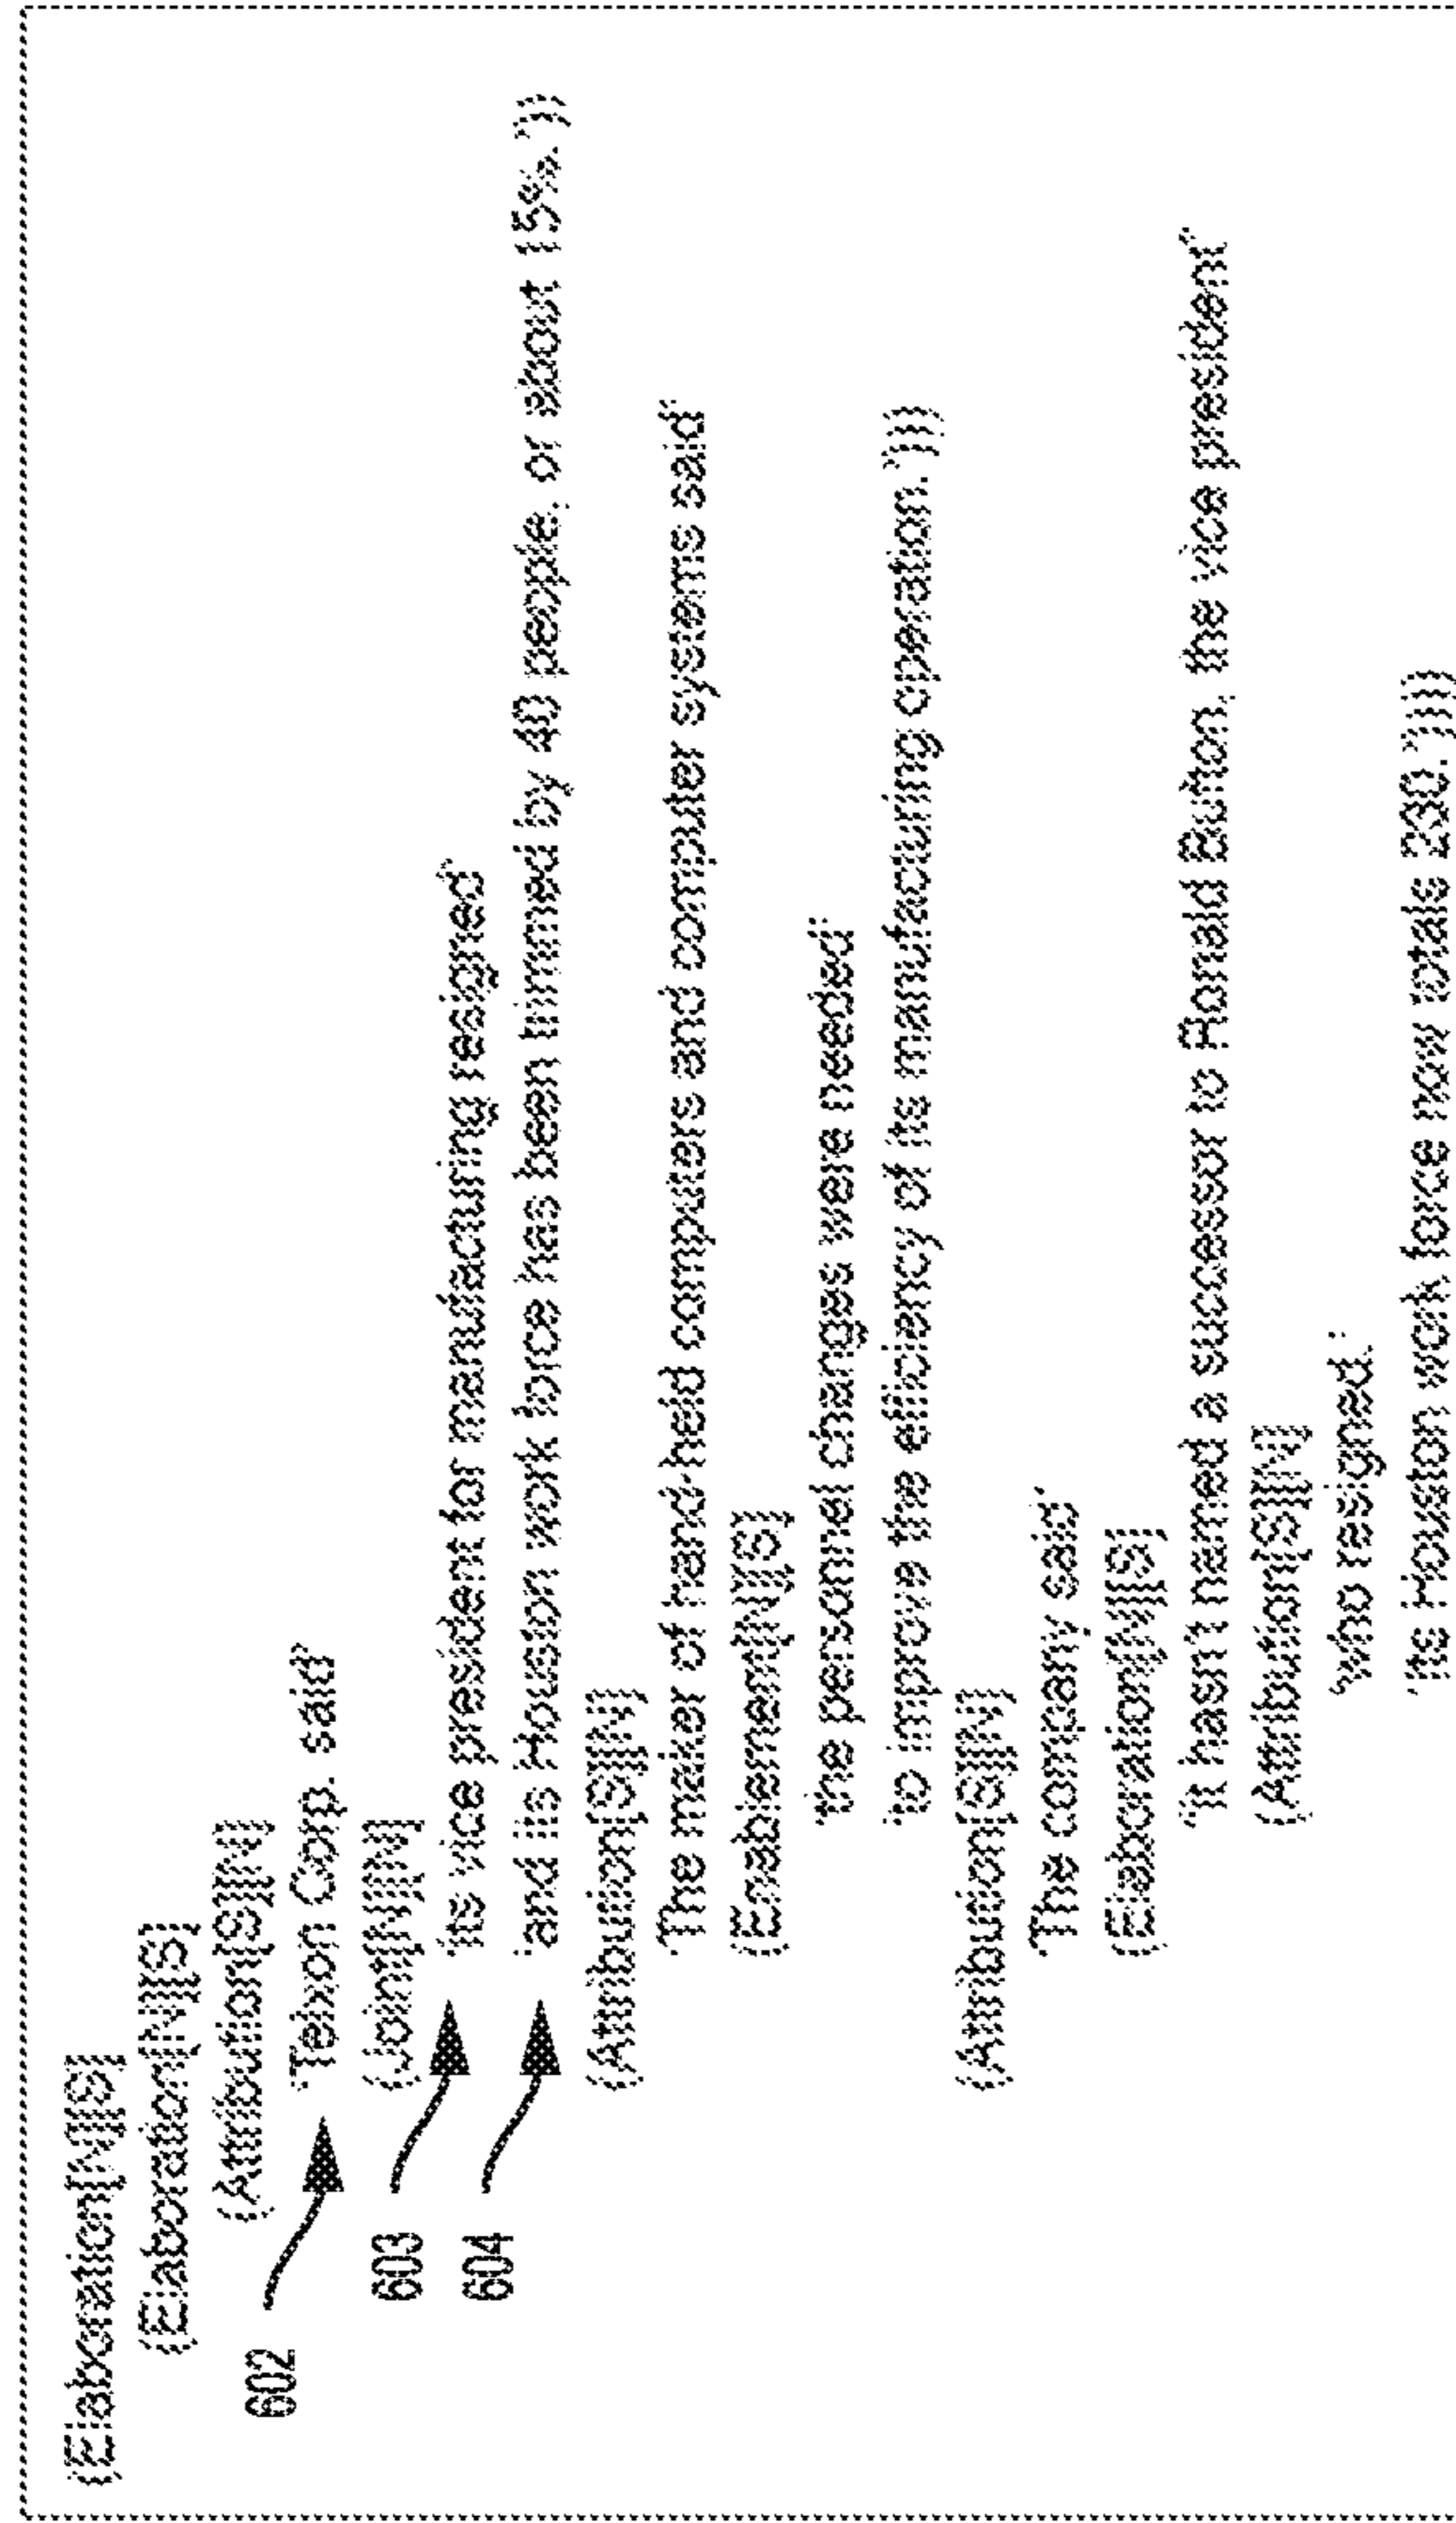 (Elaboration[N][S]
(Elaboration[N][S]
(Attribution[S][N]
602
'Telxon Corp. said'
(Joint[N][N]
603
'its vice president for manufacturing resigned'
604
'and its Houston work force has been trimmed by 40 people, or about 15%.'))
(Attribution[S][N]
'The maker of hand-held computers and computer systems said'
(Enablement[N][S]
'the personnel changes were needed'
'to improve the efficiency of its manufacturing operation.')))
(Attribution[S][N]
'The company said'
(Elaboration[N][S]
"it hasn't named a successor to Ronald Bufton, the vice president"
(Attribution[S][N]
'who resigned.'
'Its Houston work force now totals 230.'))))